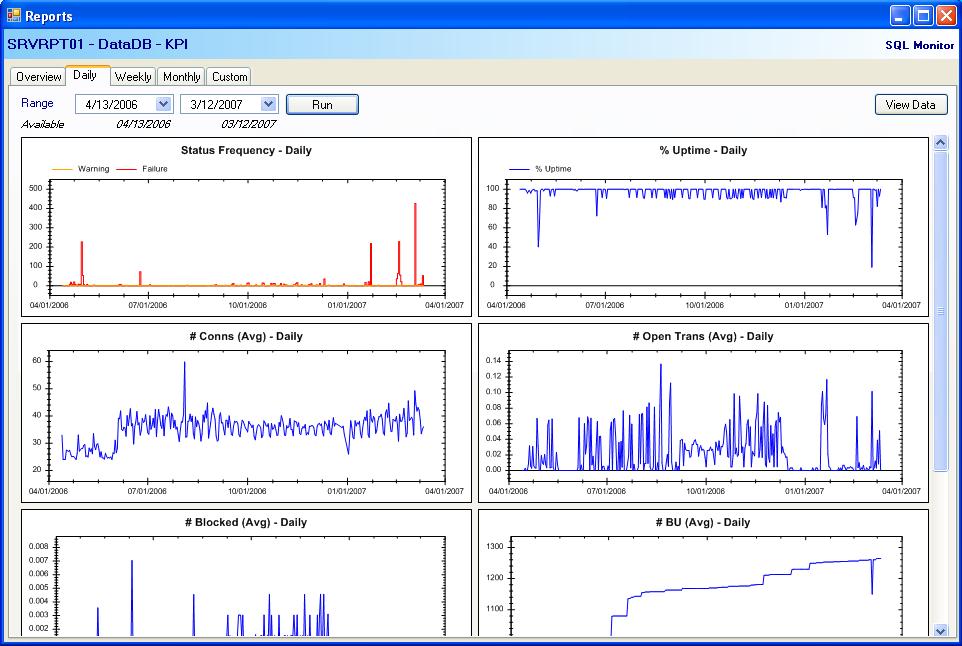 Reports
SRVRPT01 - DataDB - KPI
SQL Monitor
Overview Daily Weekly Monthly Custom
Range 4/13/2006 3/12/2007 Run View Data
Available 04/13/2006 03/12/2007
Status Frequency - Daily
Warning Failure
500
400
300
200
100
0
04/01/2006 07/01/2006 10/01/2006 01/01/2007 04/01/2007
% Uptime - Daily
% Uptime
100
80
60
40
20
0
04/01/2006 07/01/2006 10/01/2006 01/01/2007 04/01/2007
# Conns (Avg) - Daily
60
50
40
30
20
04/01/2006 07/01/2006 10/01/2006 01/01/2007 04/01/2007
# Open Trans (Avg) - Daily
0.14
0.12
0.10
0.08
0.06
0.04
0.02
0.00
04/01/2006 07/01/2006 10/01/2006 01/01/2007 04/01/2007
# Blocked (Avg) - Daily
0.008
0.007
0.006
0.005
0.004
0.003
0.002
# BU (Avg) - Daily
1300
1200
1100